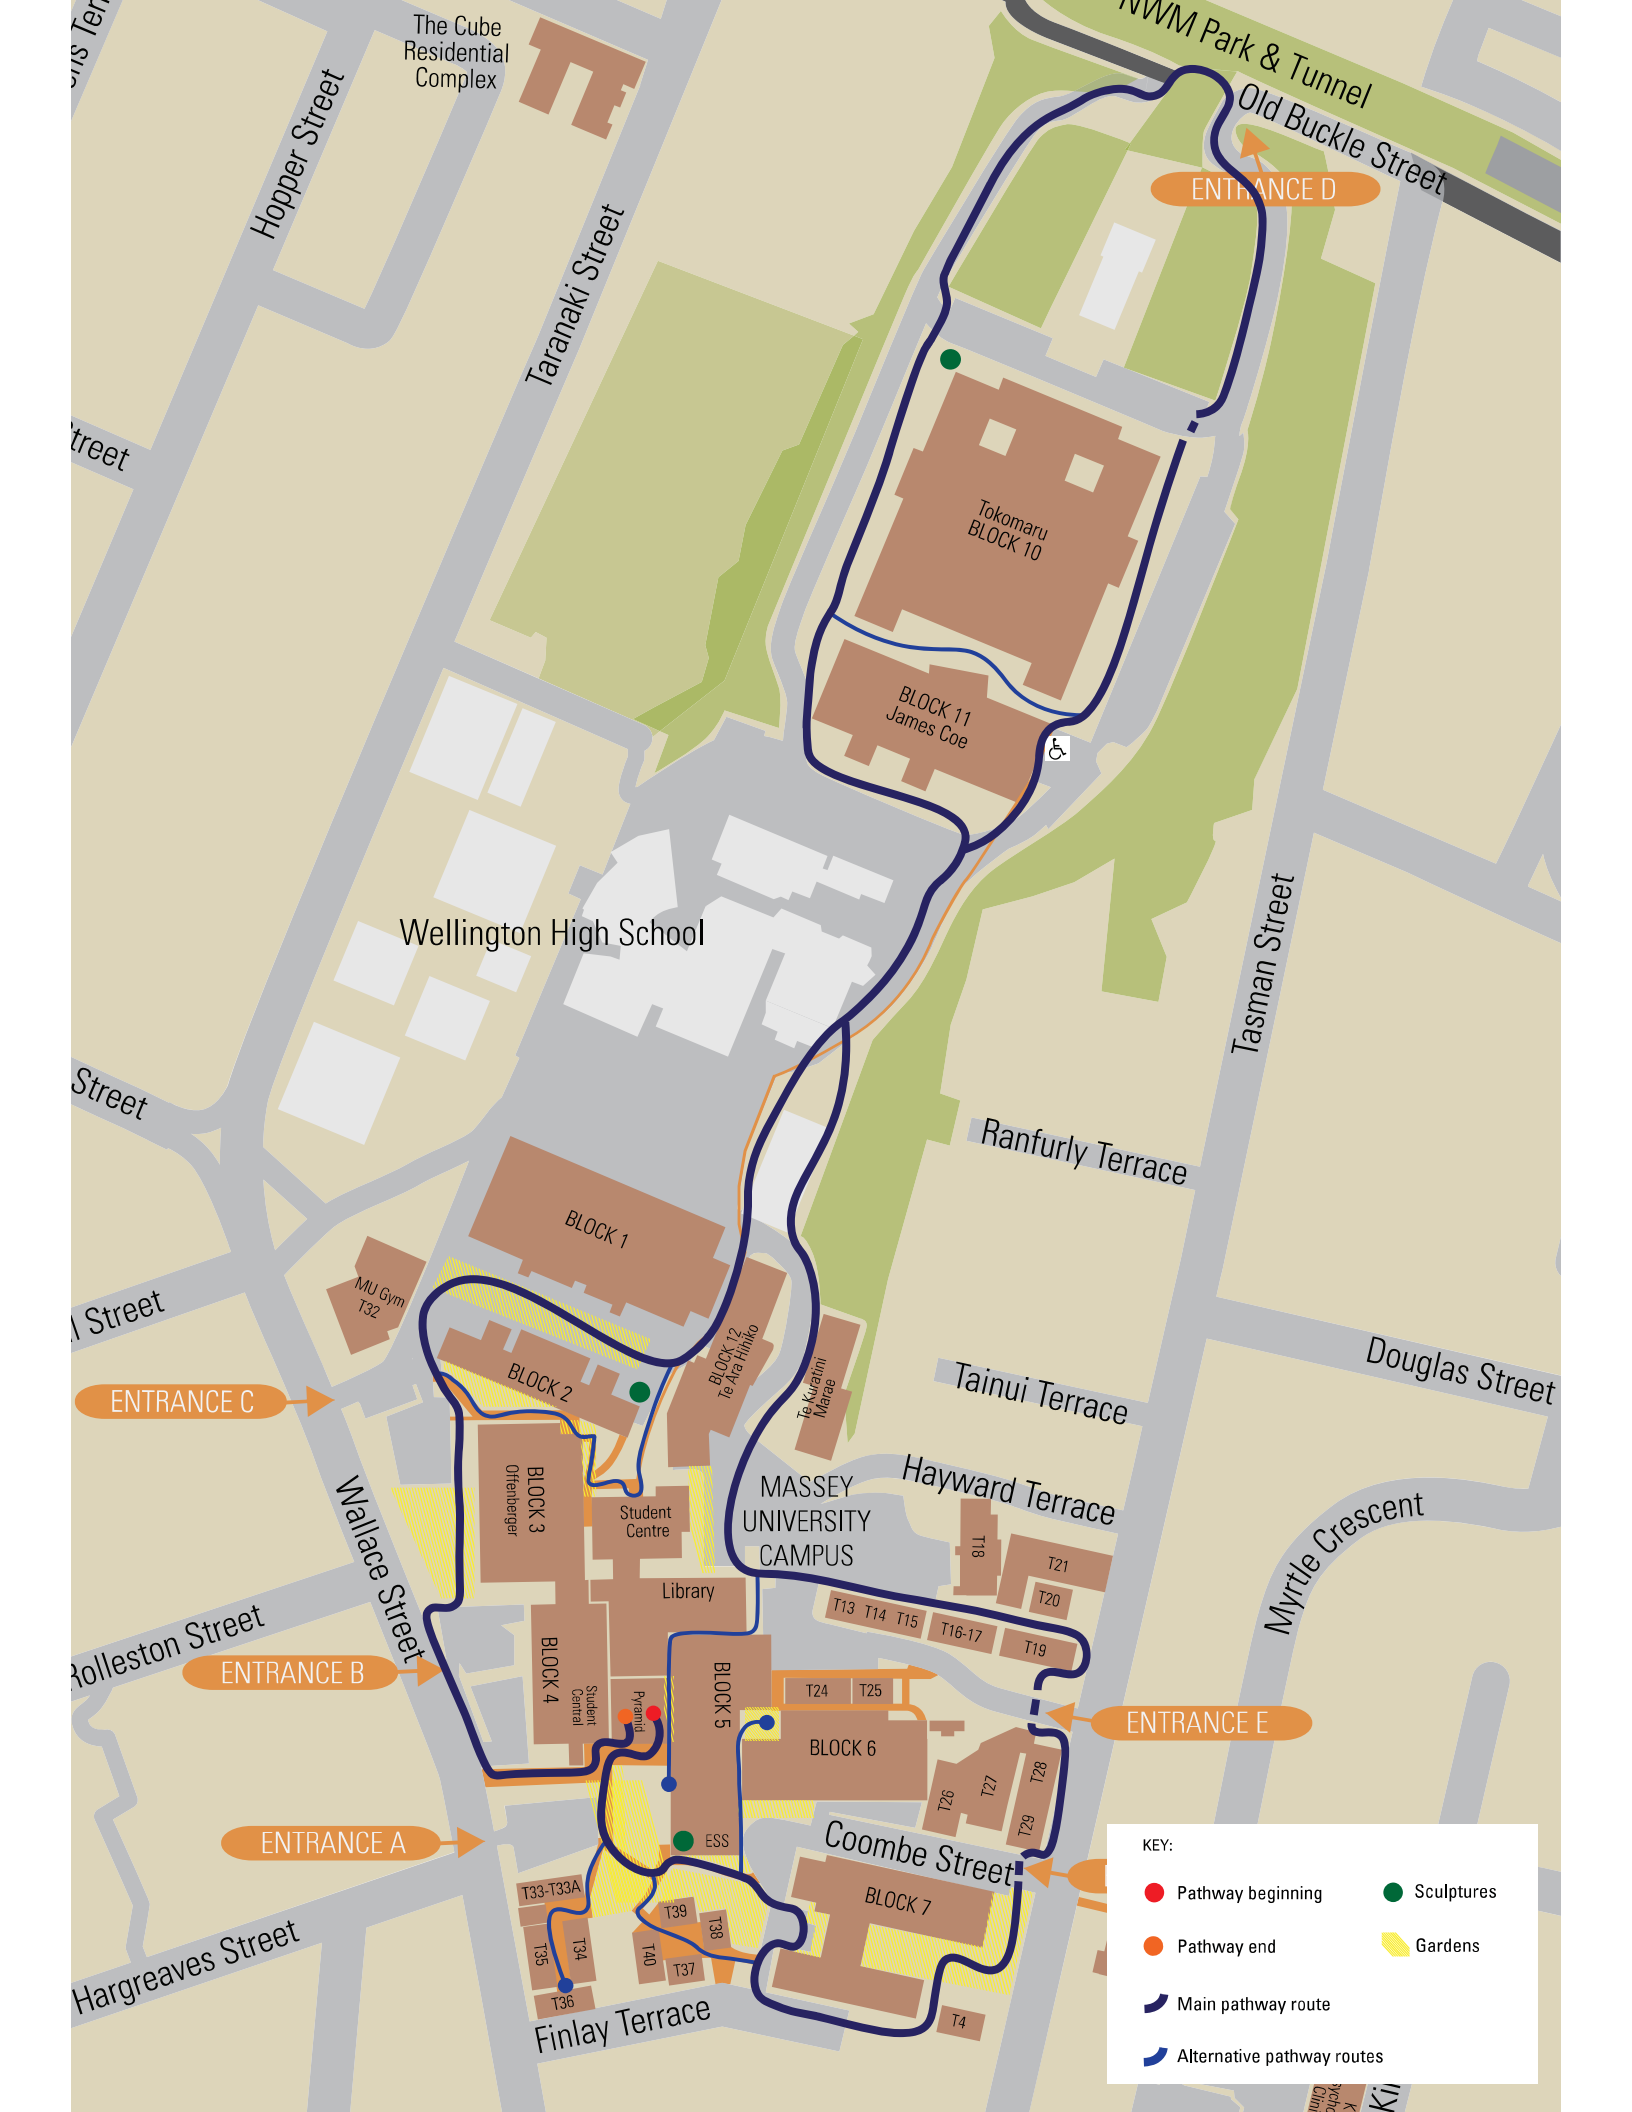 The Cube
Residential
Complex
NWM Park & Tunnel
Old Buckle Street
ENTRANCE D
Hopper Street
Taranaki Street
treet
Tokomaru
BLOCK 10
BLOCK 11
James Coe
Wellington High School
Tasman Street
Street
Ranfurly Terrace
BLOCK 1
MU Gym
T32
l Street
BLOCK 12
Te Ara Hihiko
Te Kuratini
Marae
BLOCK 2
Douglas Street
Tainui Terrace
ENTRANCE C
Hayward Terrace
MASSEY
UNIVERSITY
CAMPUS
BLOCK 3
Offenberger
Student
Centre
Wallace Street
Myrtle Crescent
T18
T21
T20
Library
T13
T14
T15
T16-17
T19
Rolleston Street
ENTRANCE B
BLOCK 4
Student
Central
Pyramid
BLOCK 5
T24
T25
ENTRANCE E
BLOCK 6
T26
T27
T28
T29
ENTRANCE A
ESS
Coombe Street
BLOCK 7
T33-T33A
T35
T34
T36
T39
T38
T40
T37
T4
Hargreaves Street
Finlay Terrace
KEY:
Pathway beginning
Sculptures
Pathway end
Gardens
Main pathway route
Alternative pathway routes